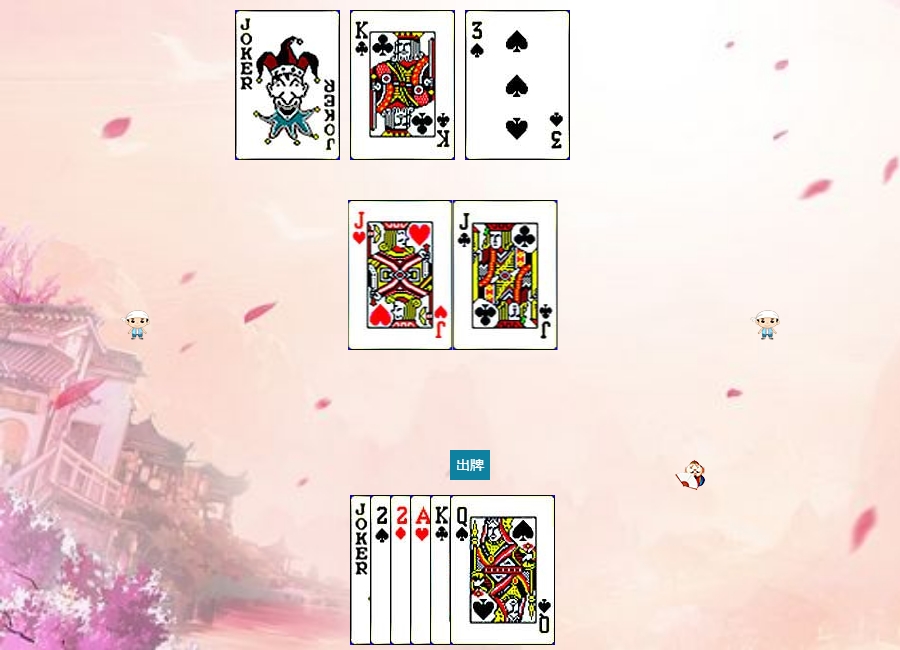 JOKER JOKER
K K
3 3
J J
J J
出牌
JOKER
2
2
A
K
Q Q